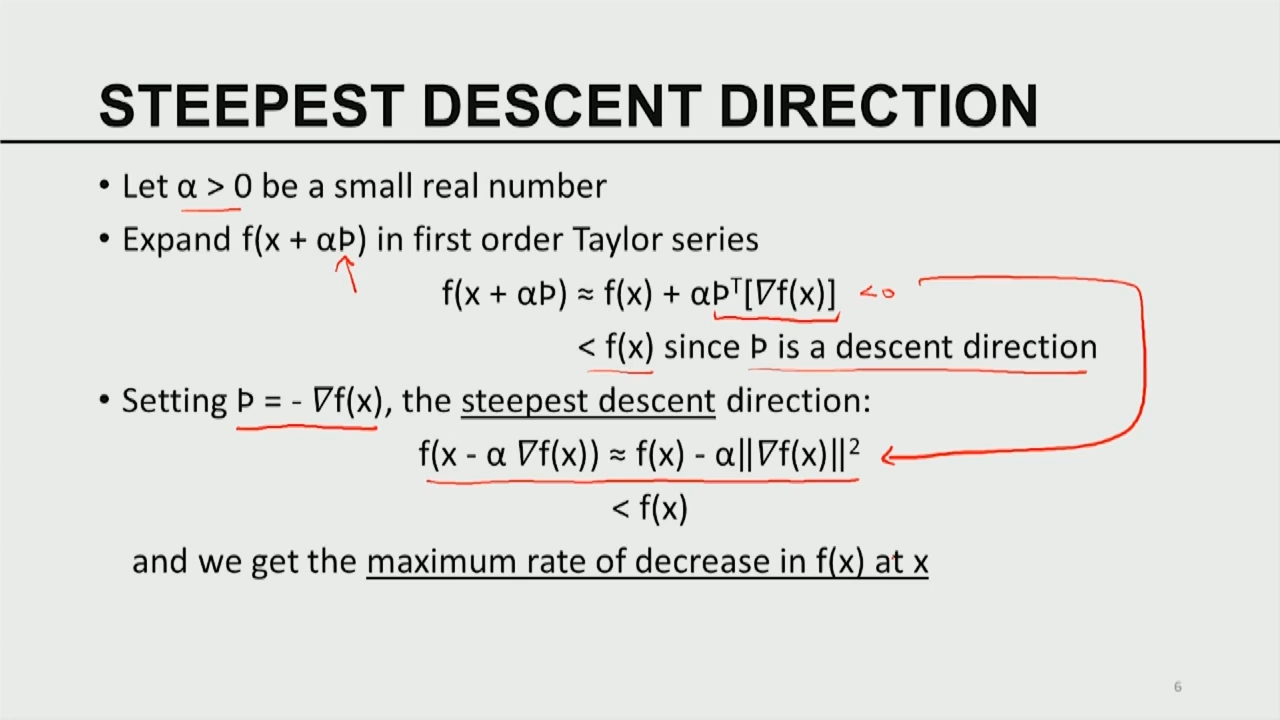 STEEPEST DESCENT DIRECTION
• Let α > 0 be a small real number
• Expand f(x + αÞ) in first order Taylor series
f(x + αÞ) ≈ f(x) + αÞᵀ[∇f(x)] <0
< f(x) since Þ is a descent direction
• Setting Þ = - ∇f(x), the steepest descent direction:
f(x - α ∇f(x)) ≈ f(x) - α||∇f(x)||²
< f(x)
and we get the maximum rate of decrease in f(x) at x
6